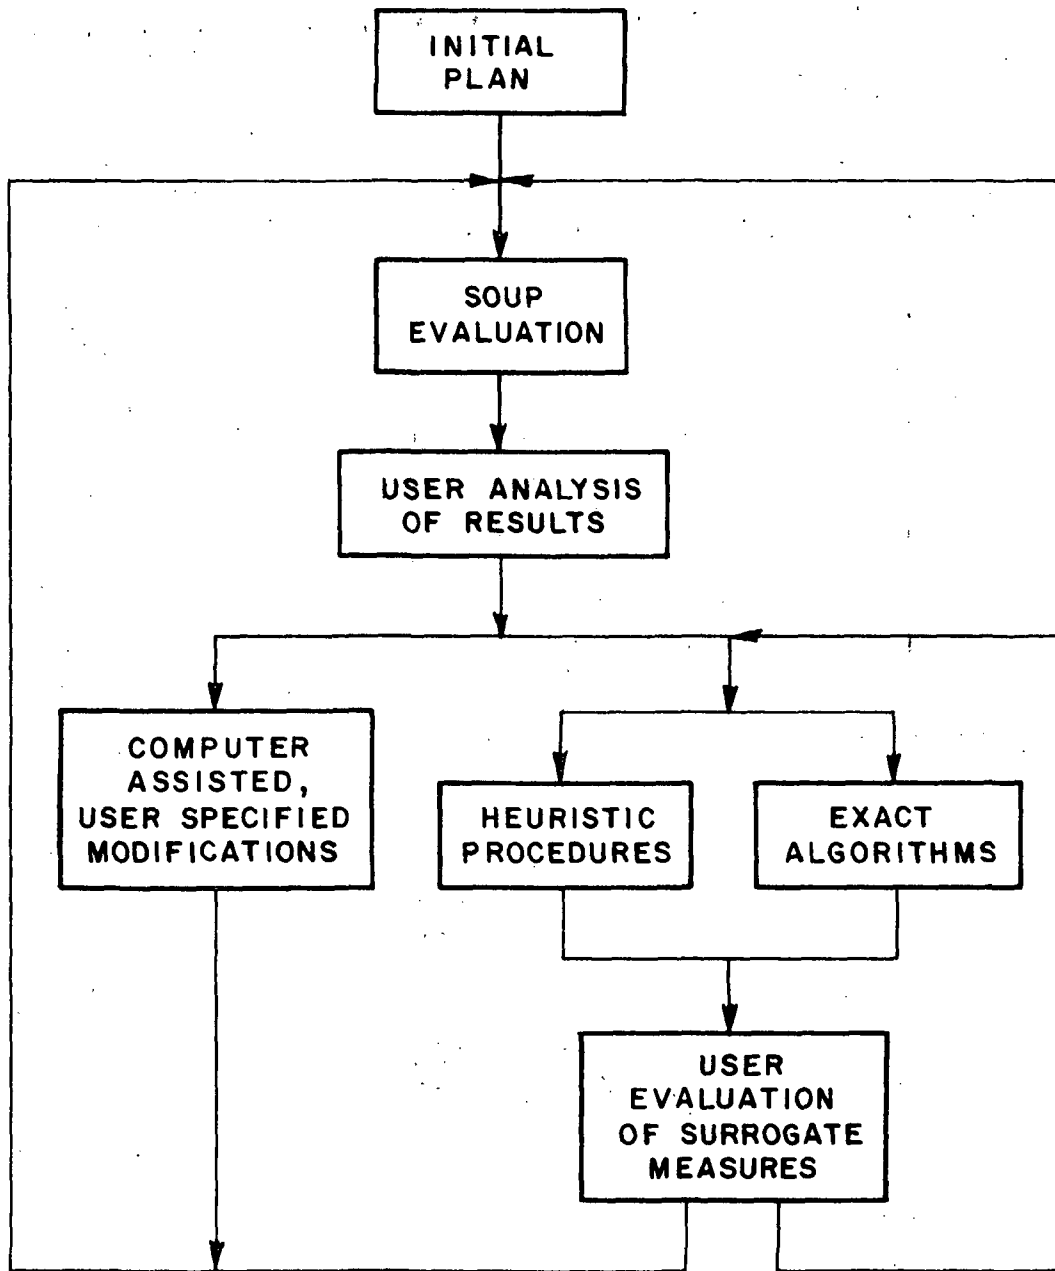 INITIAL
PLAN
SOUP
EVALUATION
USER ANALYSIS
OF RESULTS
COMPUTER
ASSISTED,
USER SPECIFIED
MODIFICATIONS
HEURISTIC
PROCEDURES
EXACT
ALGORITHMS
USER
EVALUATION
OF SURROGATE
MEASURES